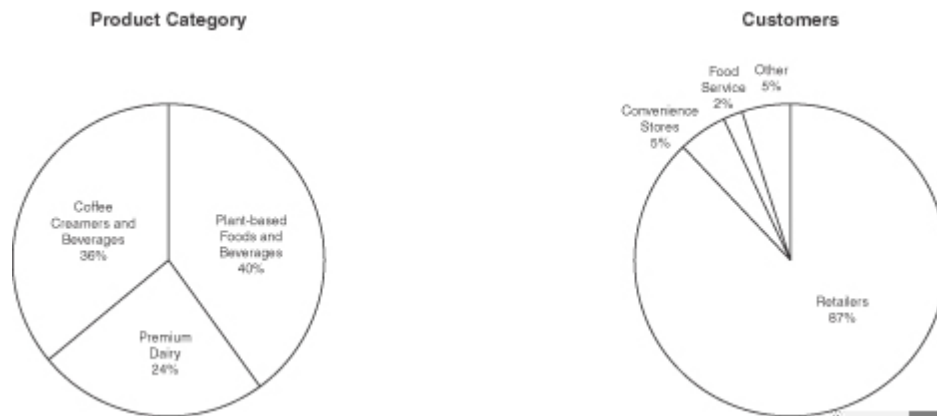 Product Category
Customers
Coffee
Creamers and
Beverages
36%
Plant-based
Foods and
Beverages
40%
Premium
Dairy
24%
Convenience
Stores
5%
Food
Service
2%
Other
5%
Retailers
87%